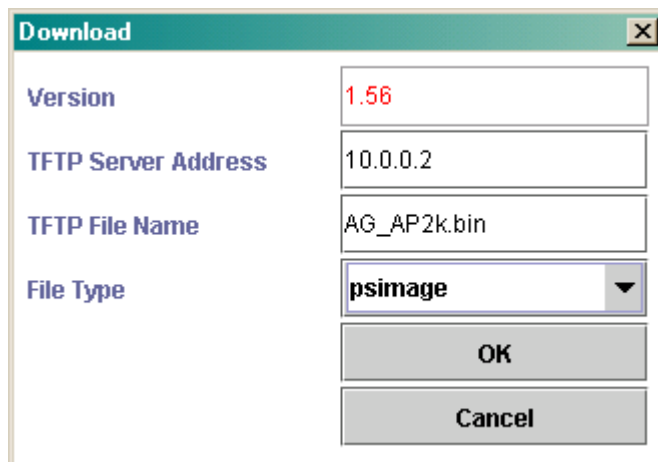 Download
Version 1.56
TFTP Server Address 10.0.0.2
TFTP File Name AG_AP2k.bin
File Type psimage
OK
Cancel